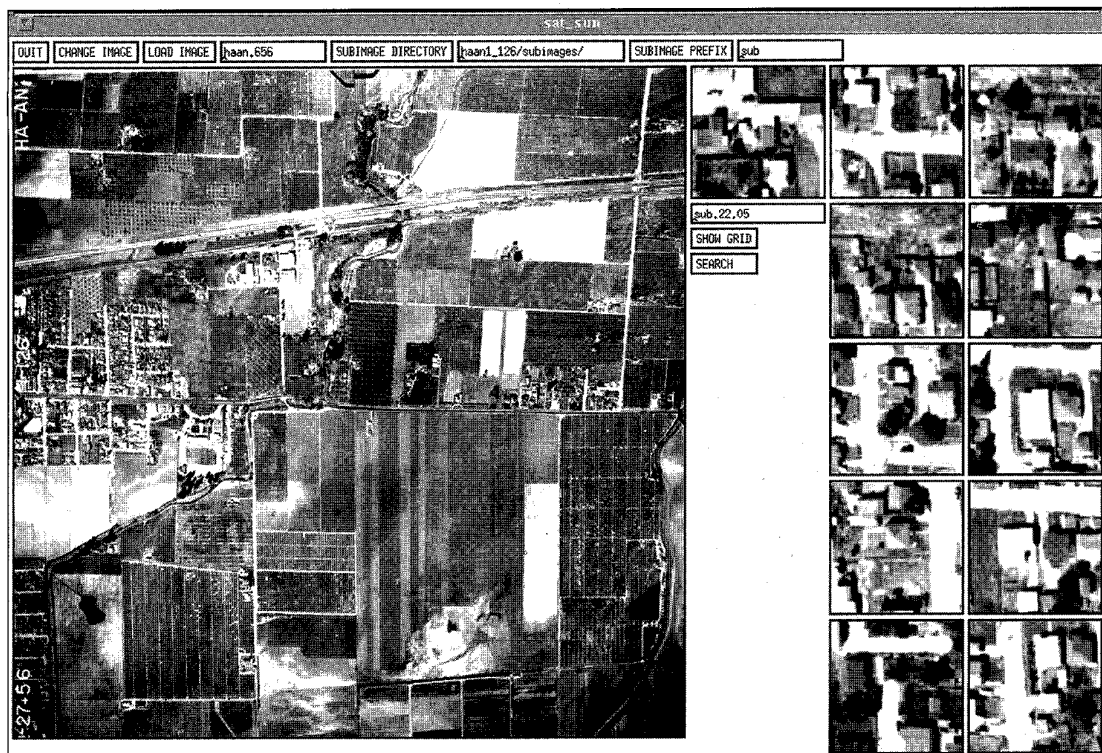 sat_sun
QUIT CHANGE IMAGE LOAD IMAGE haan.656 SUBIMAGE DIRECTORY haan1_126/subimages/ SUBIMAGE PREFIX sub
HA-AN
sub.22.05
SHOW GRID
SEARCH
-27-56